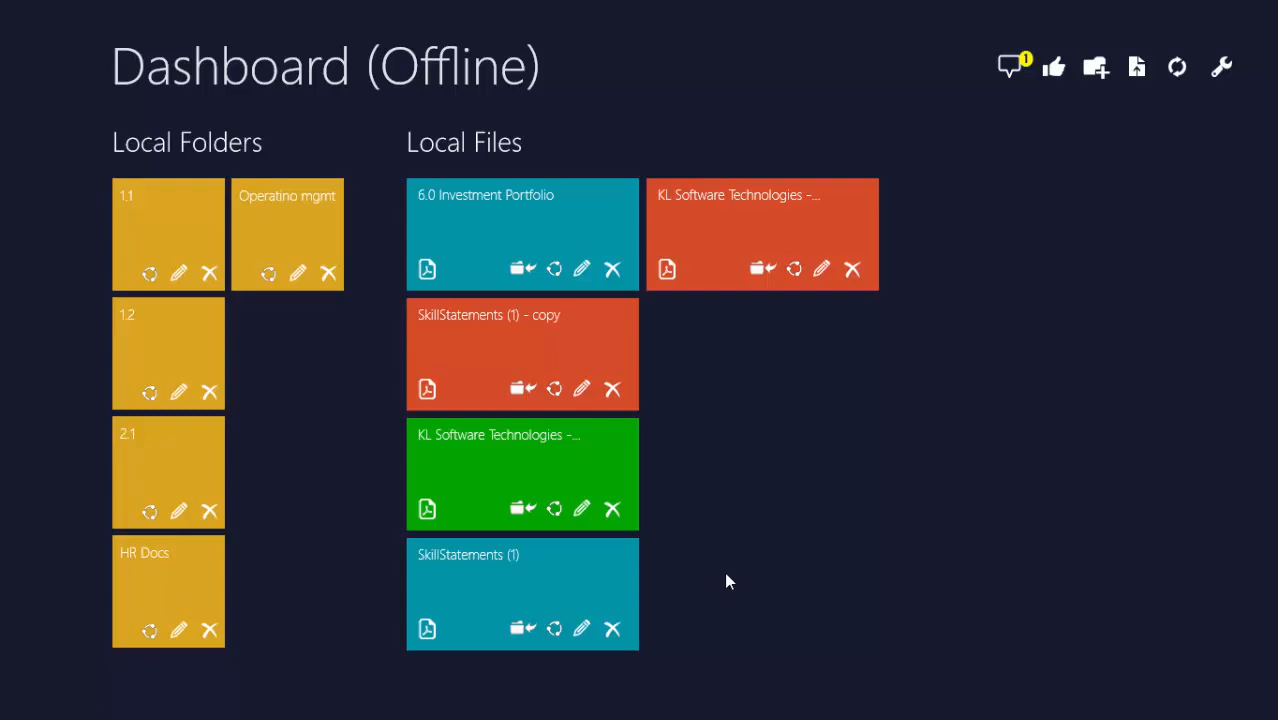 Dashboard (Offline)
1
Local Folders
Local Files
1.1
Operatino mgmt
1.2
2.1
HR Docs
6.0 Investment Portfolio
KL Software Technologies -...
SkillStatements (1) - copy
KL Software Technologies -...
SkillStatements (1)